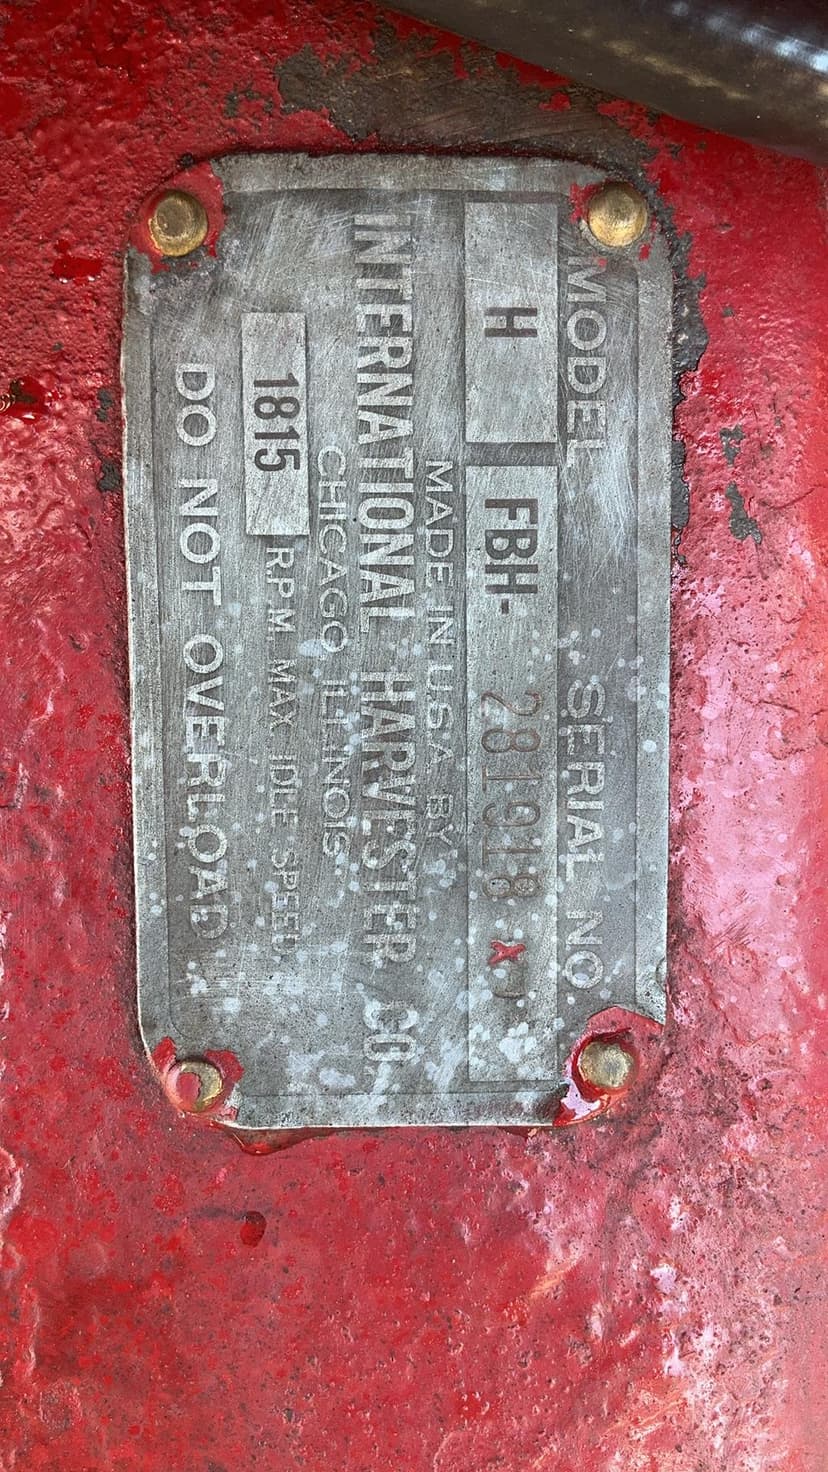 MODEL SERIAL NO.
H FBH- 281918 X
MADE IN U.S.A. BY
INTERNATIONAL HARVESTER CO.
CHICAGO ILLINOIS
1815 R.P.M. MAX IDLE SPEED
DO NOT OVERLOAD